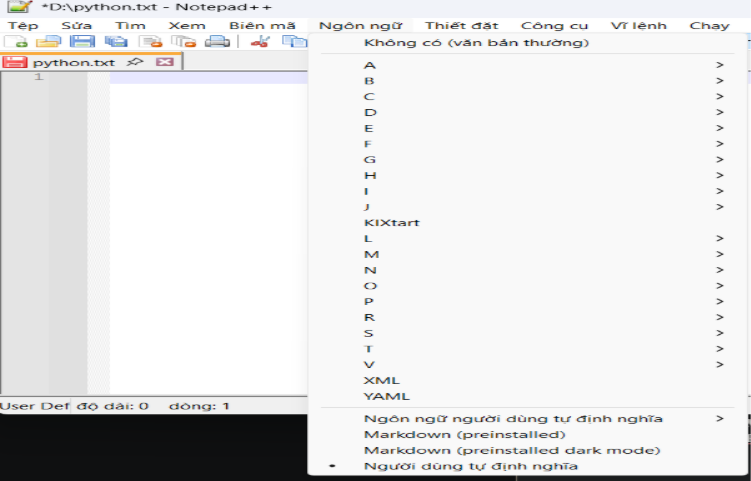 *D:\python.txt - Notepad++
Tệp Sửa Tìm Xem Biên mã Ngôn ngữ Thiết đặt Công cụ Vĩ lệnh Chạy
python.txt
1
Không có (văn bản thường)
A >
B >
C >
D >
E >
F >
G >
H >
I >
J >
KIXtart
L >
M >
N >
O >
P >
R >
S >
T >
V >
XML
YAML
Ngôn ngữ người dùng tự định nghĩa >
Markdown (preinstalled)
Markdown (preinstalled dark mode)
• Người dùng tự định nghĩa
User Def độ dài: 0 dòng: 1